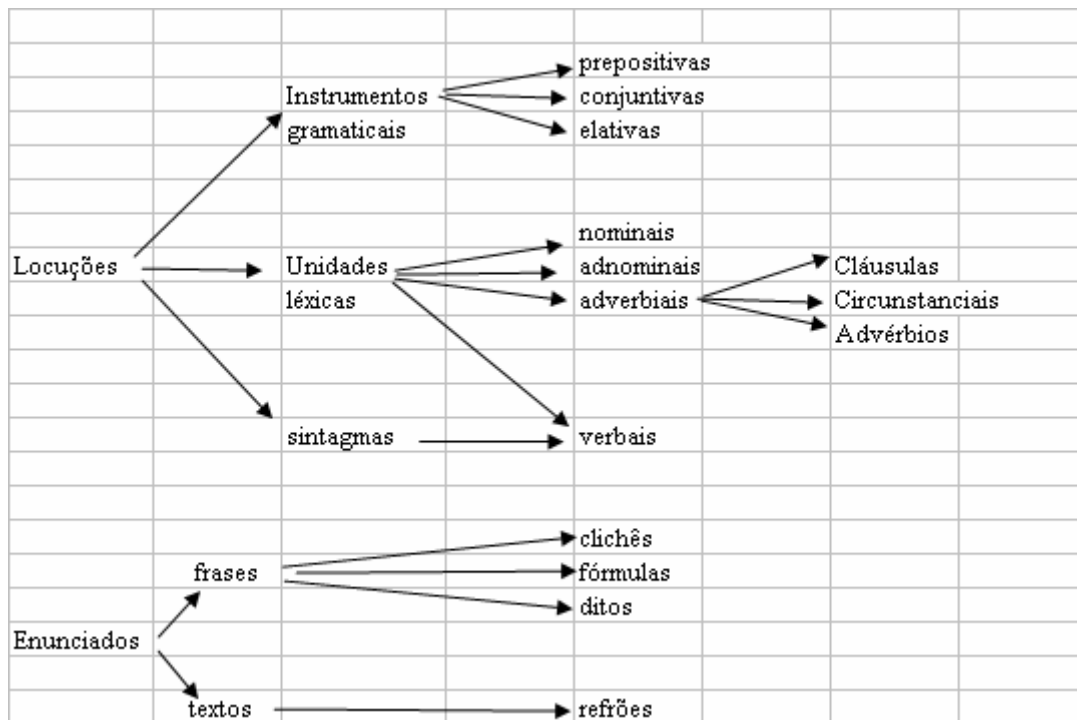 prepositivas
Instrumentos conjuntivas
gramaticais elativas
nominais
Locuções Unidades adnominais Cláusulas
léxicas adverbiais Circunstanciais
Advérbios
sintagmas verbais
clichês
frases fórmulas
ditos
Enunciados
textos refrões